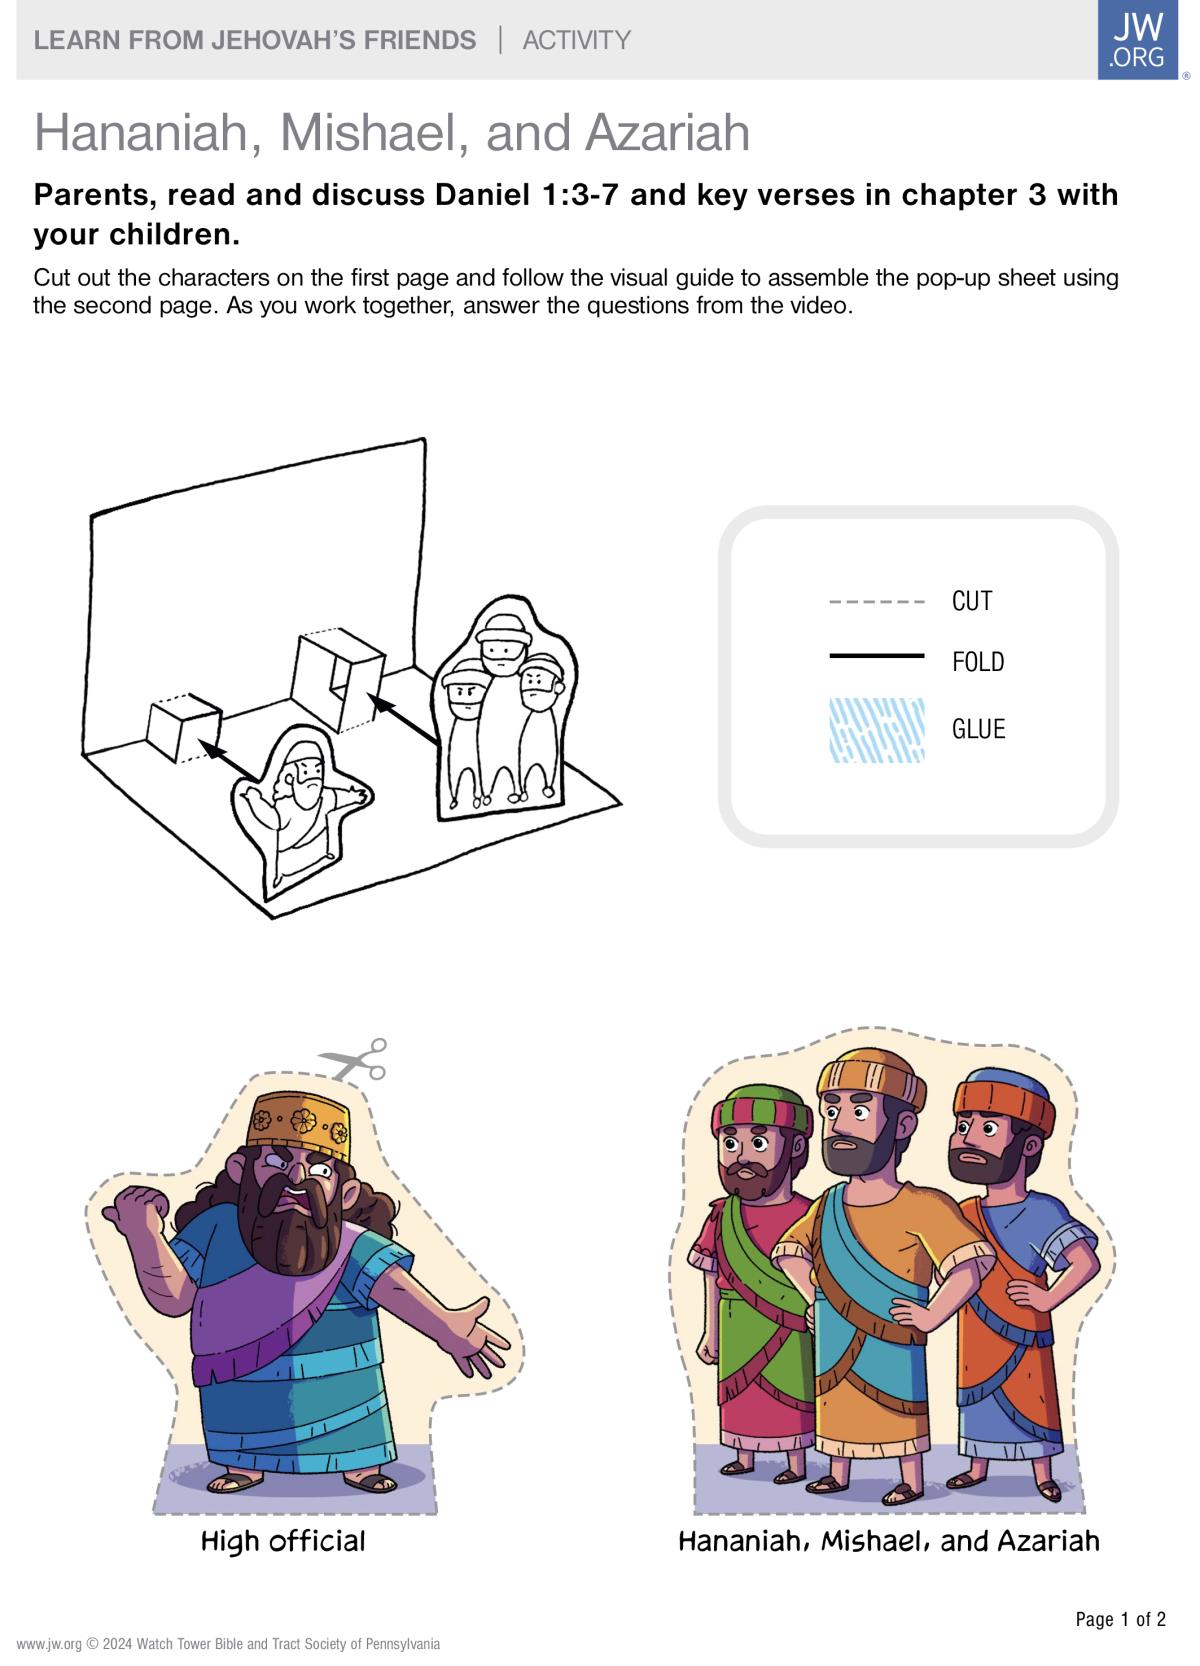 LEARN FROM JEHOVAH’S FRIENDS | ACTIVITY
JW
.ORG
®
Hananiah, Mishael, and Azariah
Parents, read and discuss Daniel 1:3-7 and key verses in chapter 3 with
your children.
Cut out the characters on the first page and follow the visual guide to assemble the pop-up sheet using
the second page. As you work together, answer the questions from the video.
CUT
FOLD
GLUE
High official
Hananiah, Mishael, and Azariah
Page 1 of 2
www.jw.org © 2024 Watch Tower Bible and Tract Society of Pennsylvania